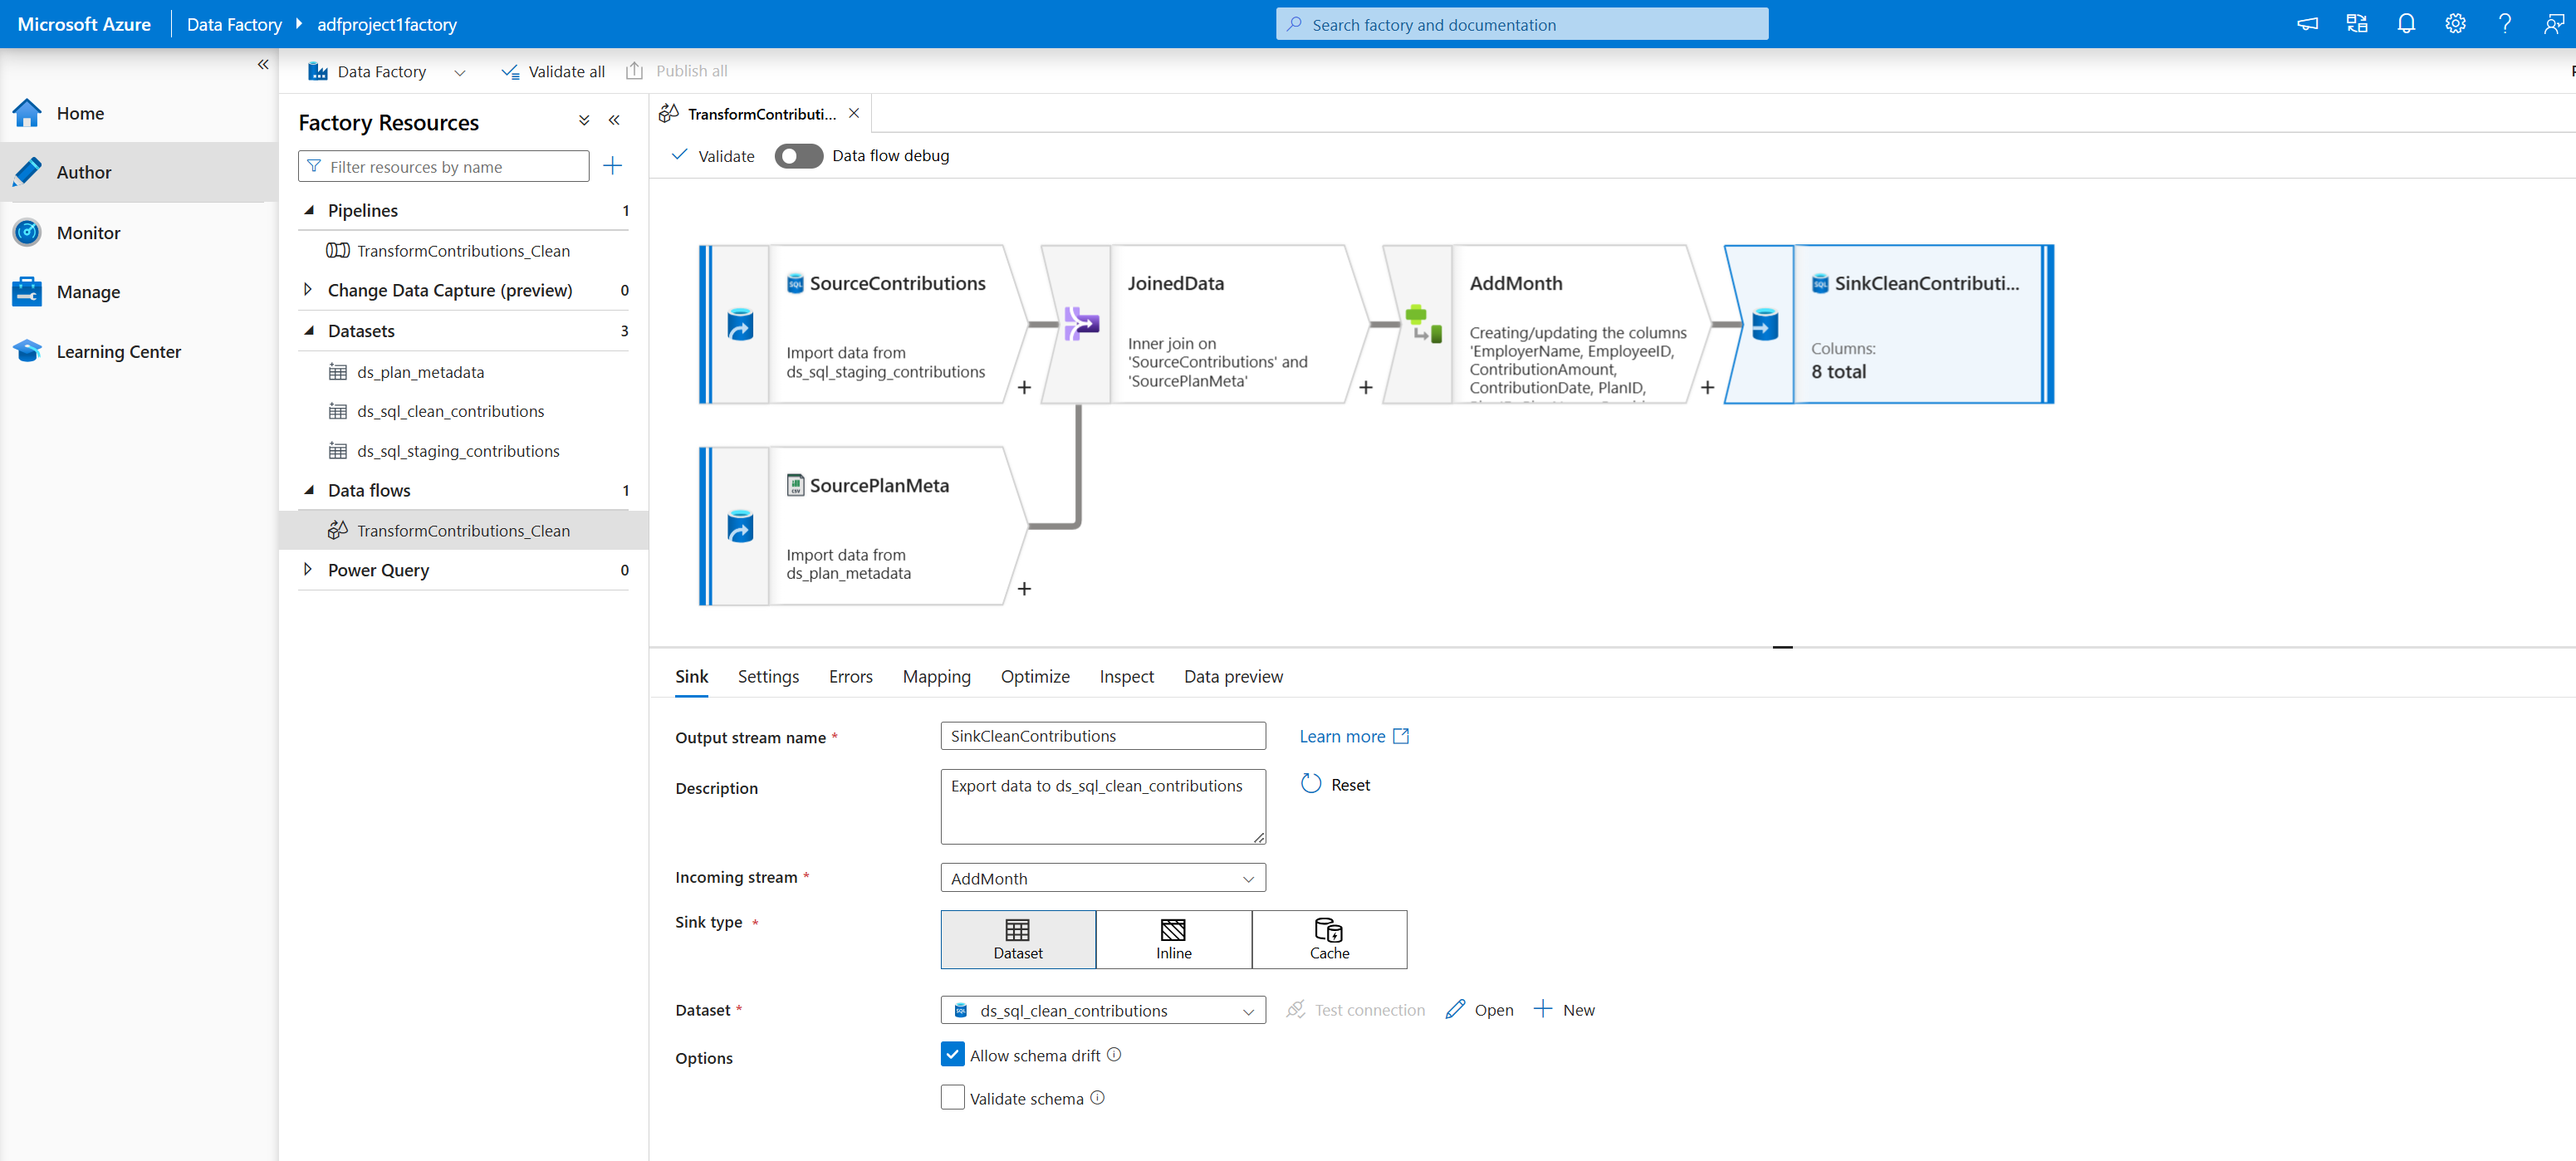 Microsoft Azure
Data Factory
adfproject1factory
Search factory and documentation
Data Factory
Validate all
Publish all
Home
Author
Monitor
Manage
Learning Center
Factory Resources
Filter resources by name
Pipelines 1
TransformContributions_Clean
Change Data Capture (preview) 0
Datasets 3
ds_plan_metadata
ds_sql_clean_contributions
ds_sql_staging_contributions
Data flows 1
TransformContributions_Clean
Power Query 0
TransformContributi...
Validate
Data flow debug
SourceContributions
Import data from
ds_sql_staging_contributions
JoinedData
Inner join on
'SourceContributions' and
'SourcePlanMeta'
AddMonth
Creating/updating the columns
'EmployerName, EmployeeID,
ContributionAmount,
ContributionDate, PlanID,
SinkCleanContributi...
Columns:
8 total
SourcePlanMeta
Import data from
ds_plan_metadata
Sink Settings Errors Mapping Optimize Inspect Data preview
Output stream name *
SinkCleanContributions
Learn more
Description
Export data to ds_sql_clean_contributions
Reset
Incoming stream *
AddMonth
Sink type *
Dataset
Inline
Cache
Dataset *
ds_sql_clean_contributions
Test connection
Open
New
Options
Allow schema drift
Validate schema